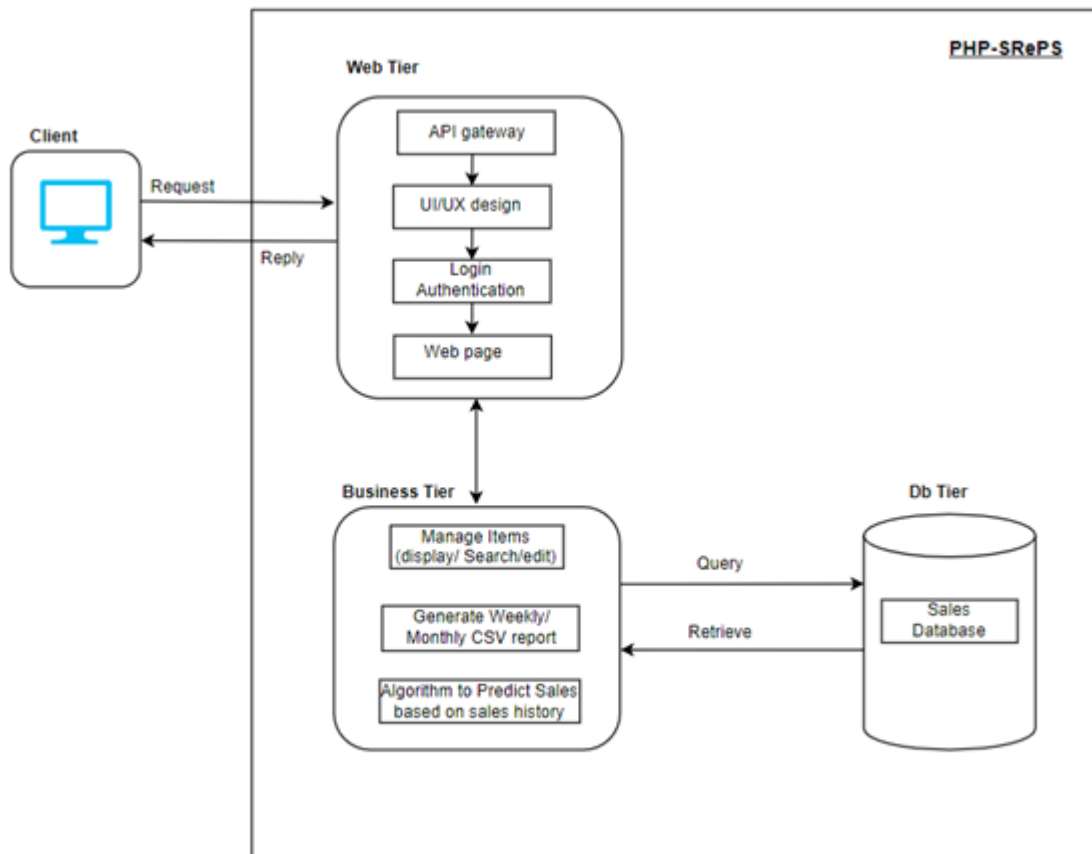 PHP-SRePS
Web Tier
API gateway
Client
Request
UI/UX design
Reply
Login
Authentication
Web page
Business Tier
Db Tier
Manage Items
(display/ Search/edit)
Query
Generate Weekly/
Monthly CSV report
Sales
Database
Retrieve
Algorithm to Predict Sales
based on sales history